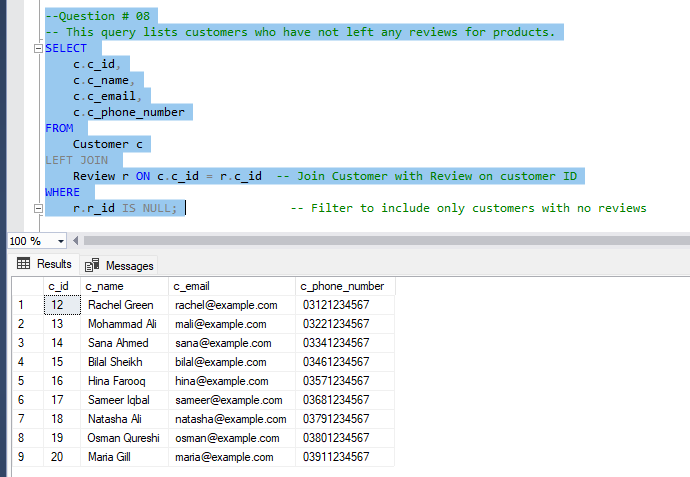 --Question # 08
-- This query lists customers who have not left any reviews for products.
SELECT
c.c_id,
c.c_name,
c.c_email,
c.c_phone_number
FROM
Customer c
LEFT JOIN
Review r ON c.c_id = r.c_id -- Join Customer with Review on customer ID
WHERE
r.r_id IS NULL; -- Filter to include only customers with no reviews
100 %
Results Messages
c_id c_name c_email c_phone_number
1 12 Rachel Green rachel@example.com 03121234567
2 13 Mohammad Ali mali@example.com 03221234567
3 14 Sana Ahmed sana@example.com 03341234567
4 15 Bilal Sheikh bilal@example.com 03461234567
5 16 Hina Farooq hina@example.com 03571234567
6 17 Sameer Iqbal sameer@example.com 03681234567
7 18 Natasha Ali natasha@example.com 03791234567
8 19 Osman Qureshi osman@example.com 03801234567
9 20 Maria Gill maria@example.com 03911234567